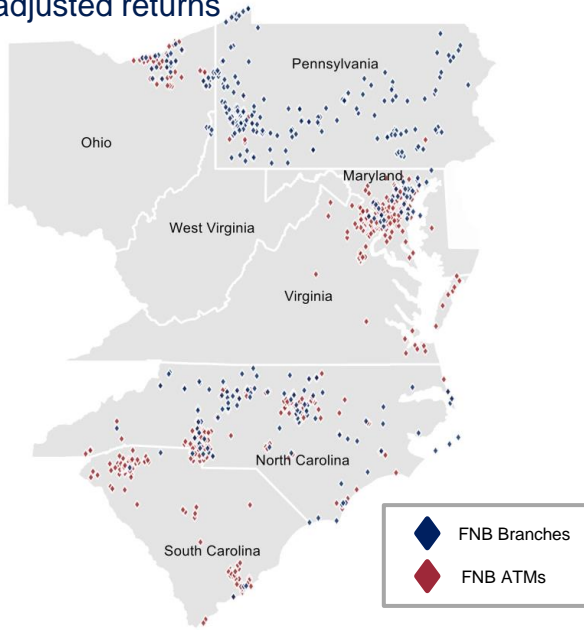 adjusted returns
Pennsylvania
Ohio
Maryland
West Virginia
Virginia
North Carolina
South Carolina
FNB Branches
FNB ATMs